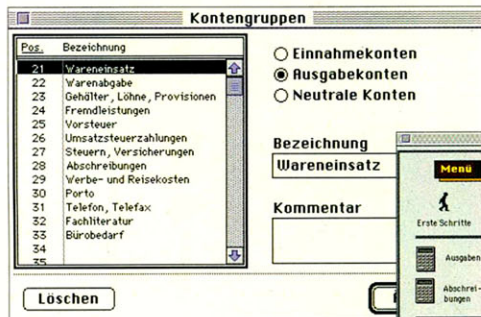 Kontengruppen
Pos. Bezeichnung
21 Wareneinsatz
22 Warenabgabe
23 Gehälter, Löhne, Provisionen
24 Fremdleistungen
25 Vorsteuer
26 Umsatzsteuerzahlungen
27 Steuern, Versicherungen
28 Abschreibungen
29 Werbe- und Reisekosten
30 Porto
31 Telefon, Telefax
32 Fachliteratur
33 Bürobedarf
34
35
Einnahmekonten
Ausgabekonten
Neutrale Konten
Bezeichnung
Wareneinsatz
Kommentar
Löschen
Menü
Erste Schritte
Ausgaben
Abschrei-
bungen